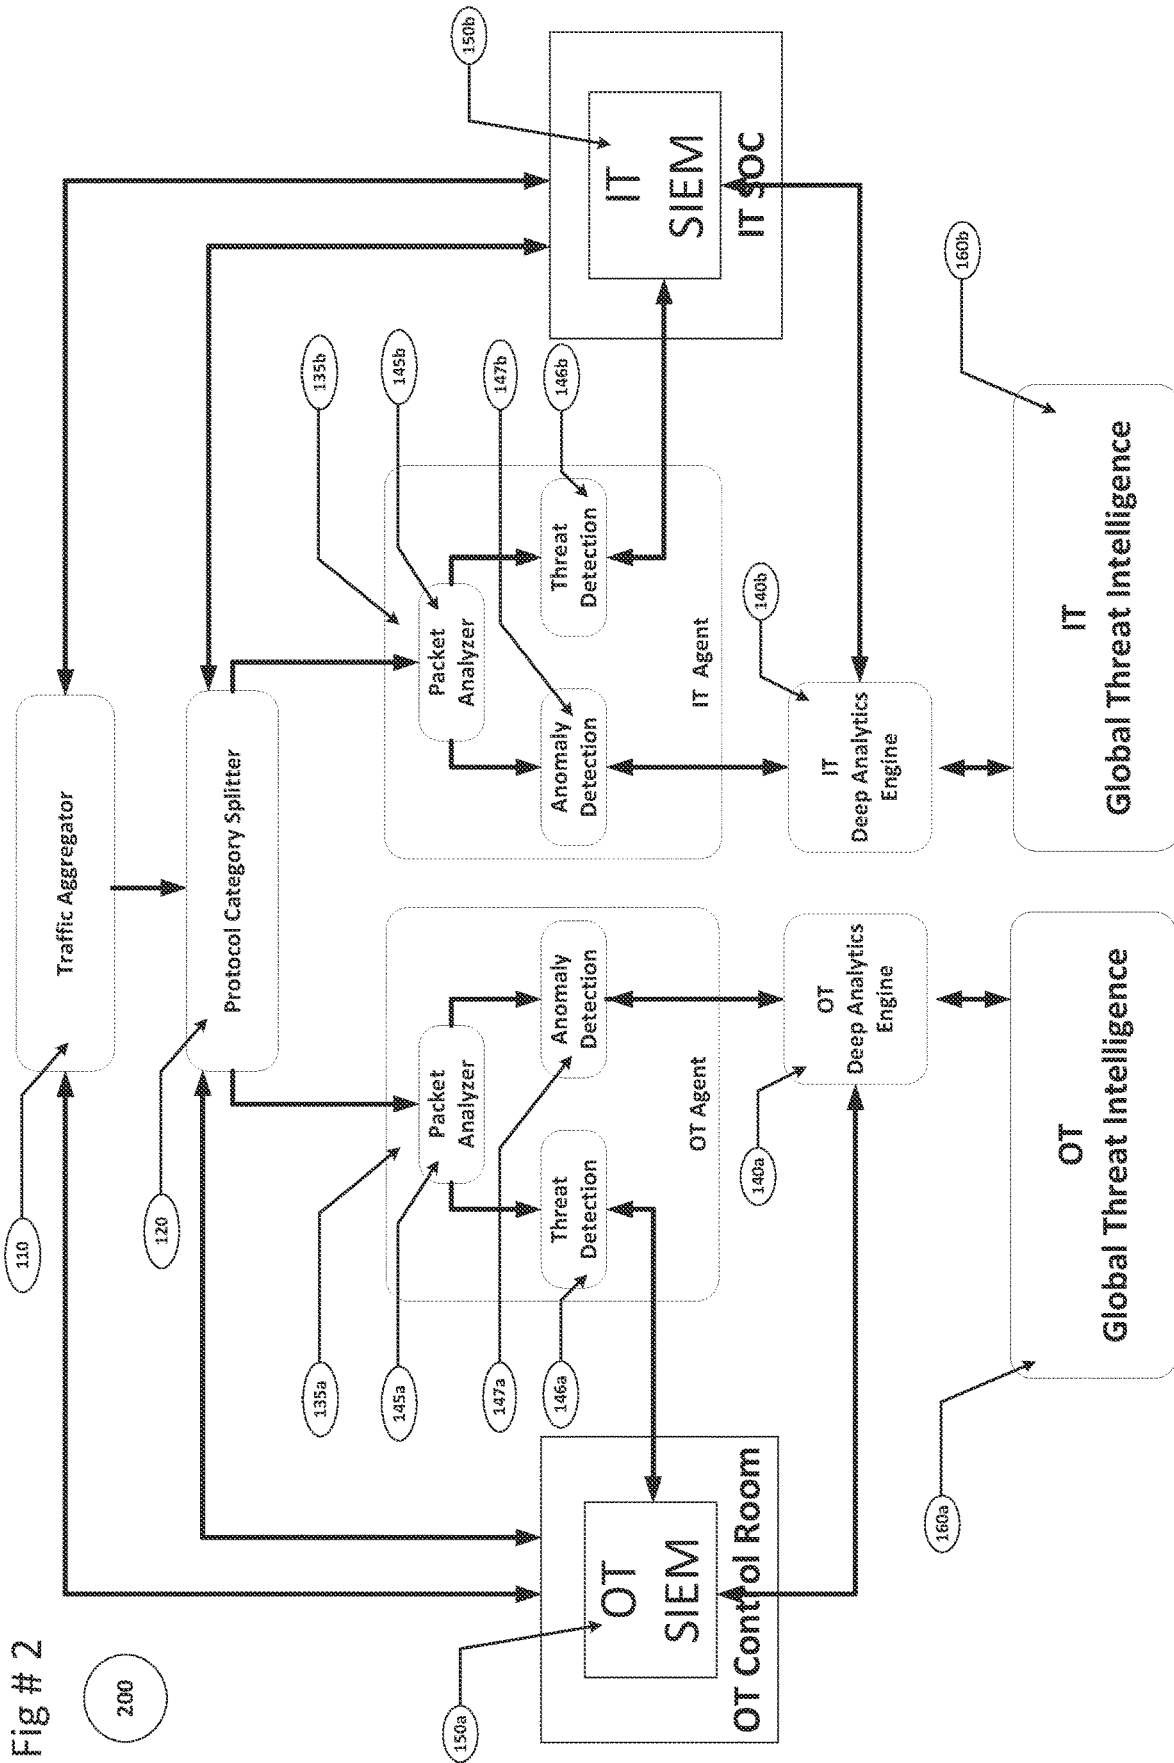 Fig # 2
200
110
Traffic Aggregator
120
Protocol Category Splitter
135a
135b
145a
Packet
Analyzer
Packet
Analyzer
145b
147a
147b
146a
Threat
Detection
Anomaly
Detection
Anomaly
Detection
Threat
Detection
146b
OT Agent
IT Agent
150a
OT
SIEM
OT Control Room
150b
IT
SIEM
IT SOC
140a
OT
Deep Analytics
Engine
140b
IT
Deep Analytics
Engine
160a
OT
Global Threat Intelligence
160b
IT
Global Threat Intelligence